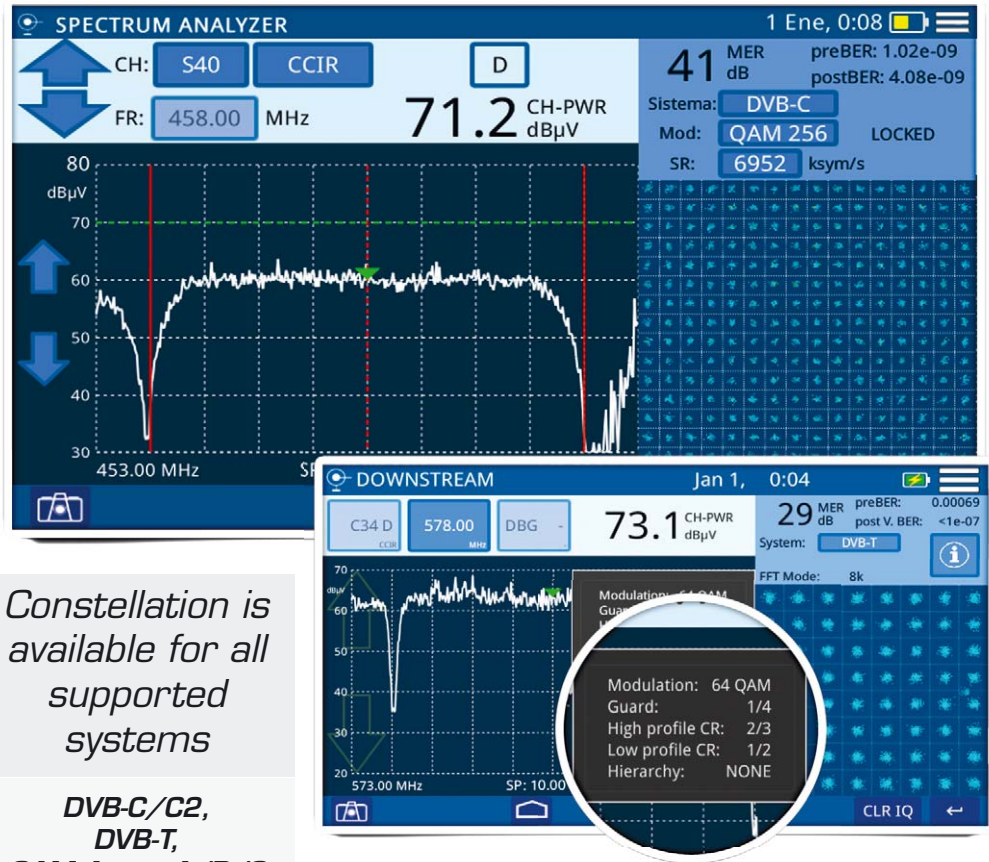 SPECTRUM ANALYZER 1 Ene, 0:08
CH: S40 CCIR D
FR: 458.00 MHz 71.2 CH-PWR dBµV
41 MER dB preBER: 1.02e-09
postBER: 4.08e-09
Sistema: DVB-C
Mod: QAM 256 LOCKED
SR: 6952 ksym/s
80
dBµV
70
60
50
40
30
453.00 MHz
DOWNSTREAM Jan 1, 0:04
C34 D CCIR 578.00 MHz DBG - 73.1 CH-PWR dBµV
29 MER dB preBER: 0.00069
post V. BER: <1e-07
System: DVB-T
FFT Mode: 8k
70
dBµV
60
50
40
30
20
573.00 MHz SP: 10.00
Modulation: 64 QAM
Modulation: 64 QAM
Guard: 1/4
High profile CR: 2/3
Low profile CR: 1/2
Hierarchy: NONE
CLR IQ
Constellation is
available for all
supported
systems
DVB-C/C2,
DVB-T,